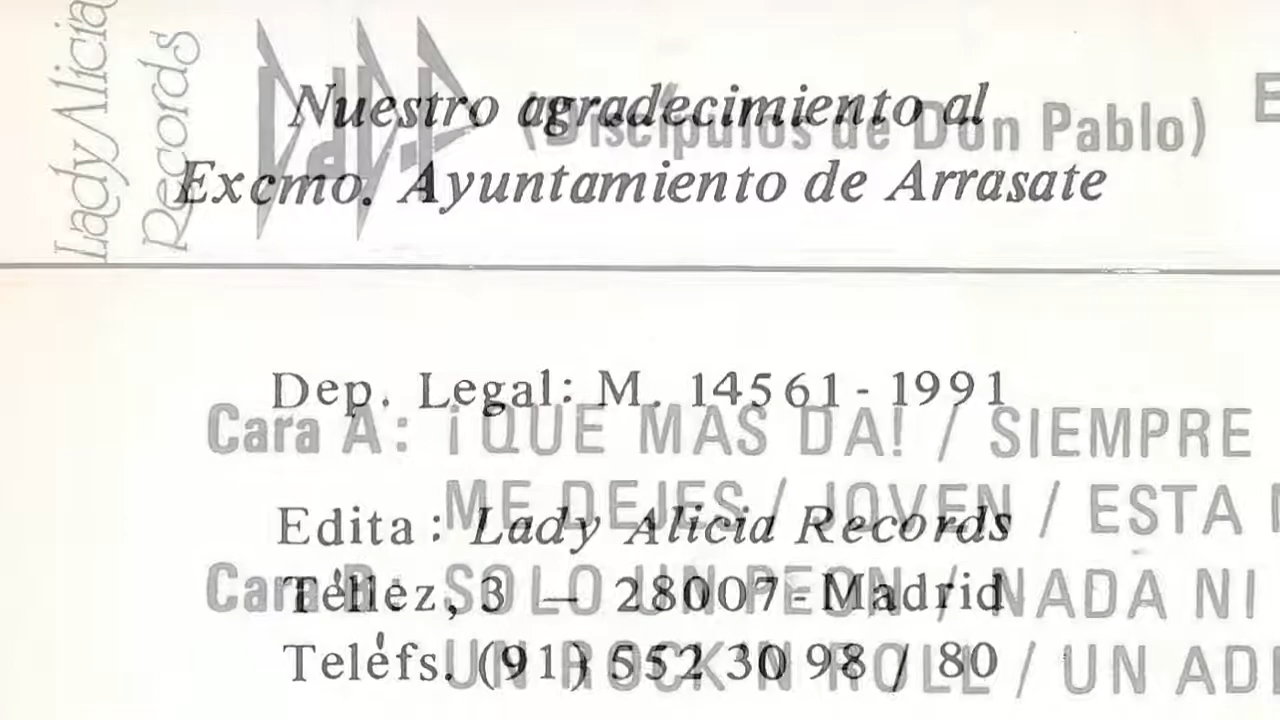 Lady Alicia
Records
DdDP
(Discípulos de Don Pablo)
Nuestro agradecimiento al
Excmo. Ayuntamiento de Arrasate
Dep. Legal: M. 14561-1991
Cara A: ¡QUE MAS DA! / SIEMPRE
ME DEJES / JOVEN / ESTA
Edita: Lady Alicia Records
Cara B: SOLO UN PEON / NADA NI
Téllez, 3 — 28007-Madrid
Teléfs. (91) 552 30 98 / 80
UN ROCK'N ROLL / UN